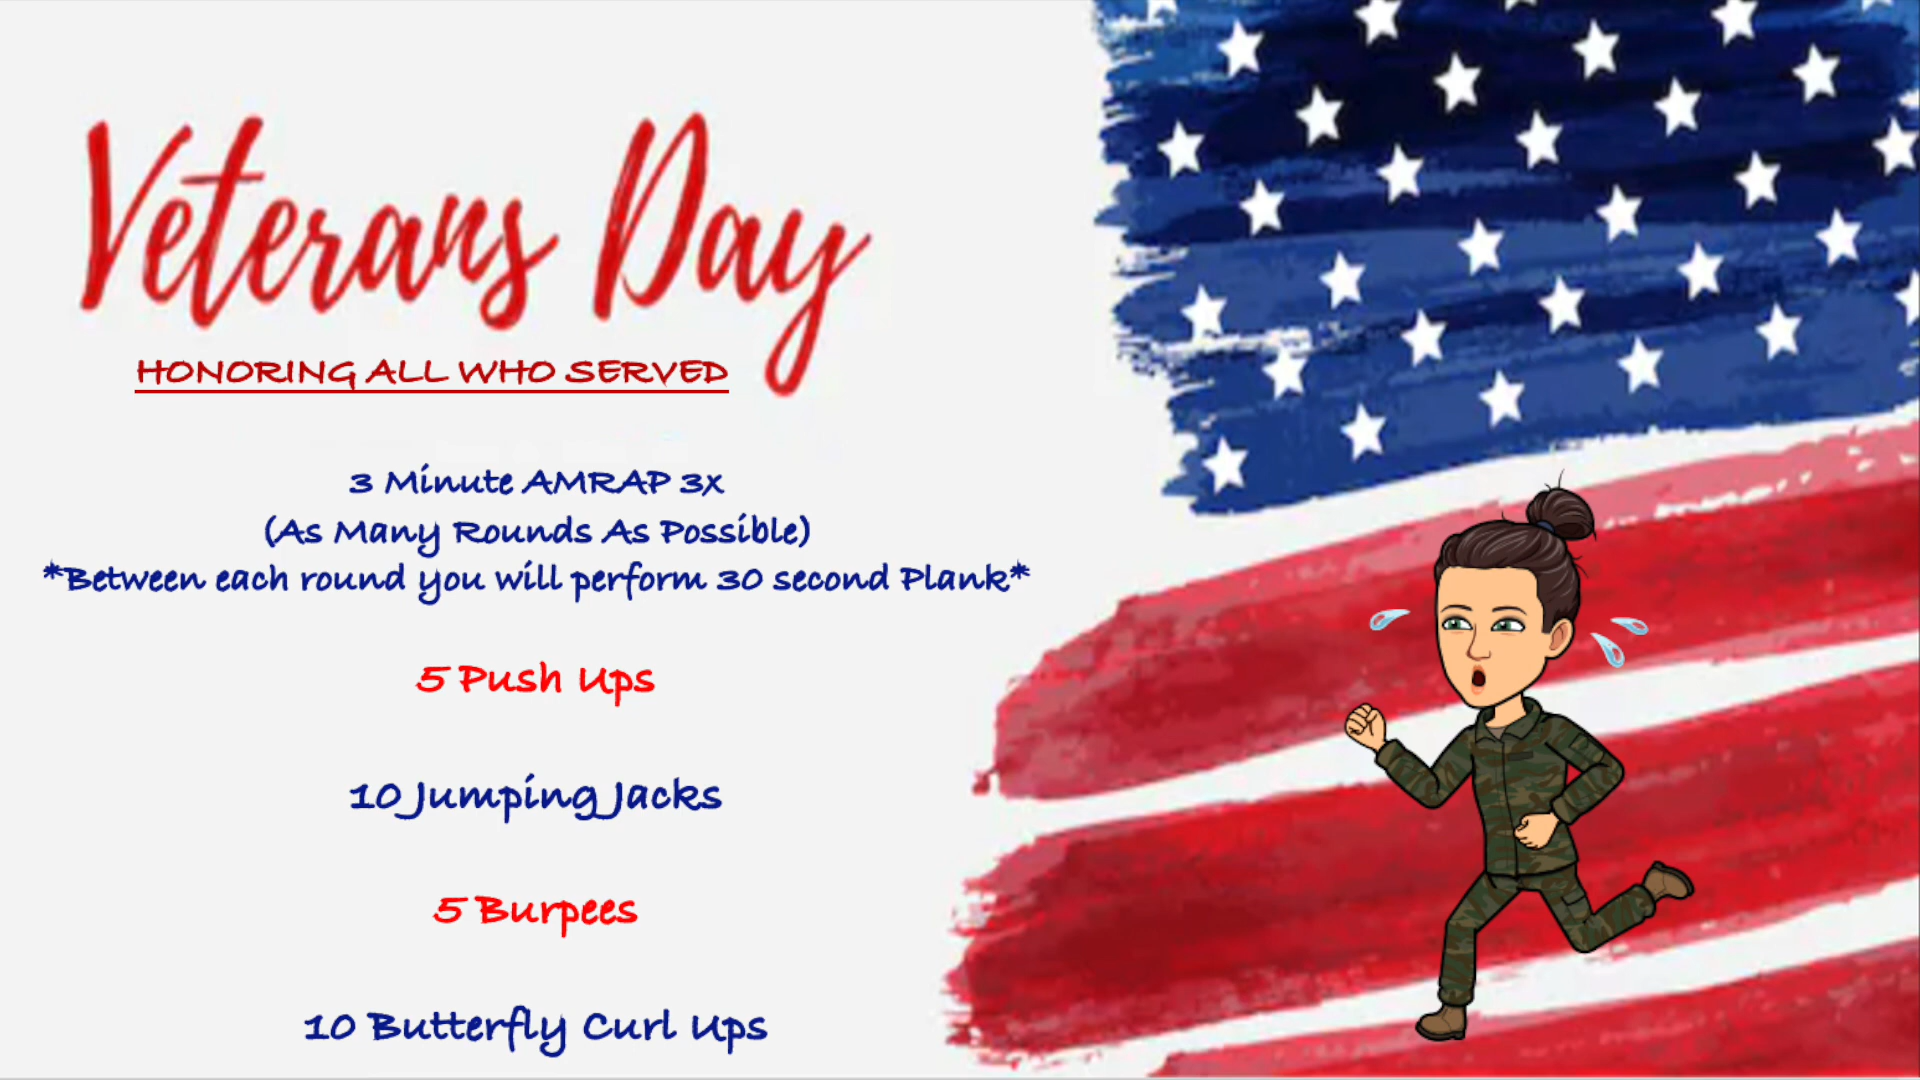 Veterans Day
HONORING ALL WHO SERVED
3 Minute AMRAP 3x
(As Many Rounds As Possible)
*Between each round you will perform 30 second Plank*
5 Push Ups
10 Jumping Jacks
5 Burpees
10 Butterfly Curl Ups